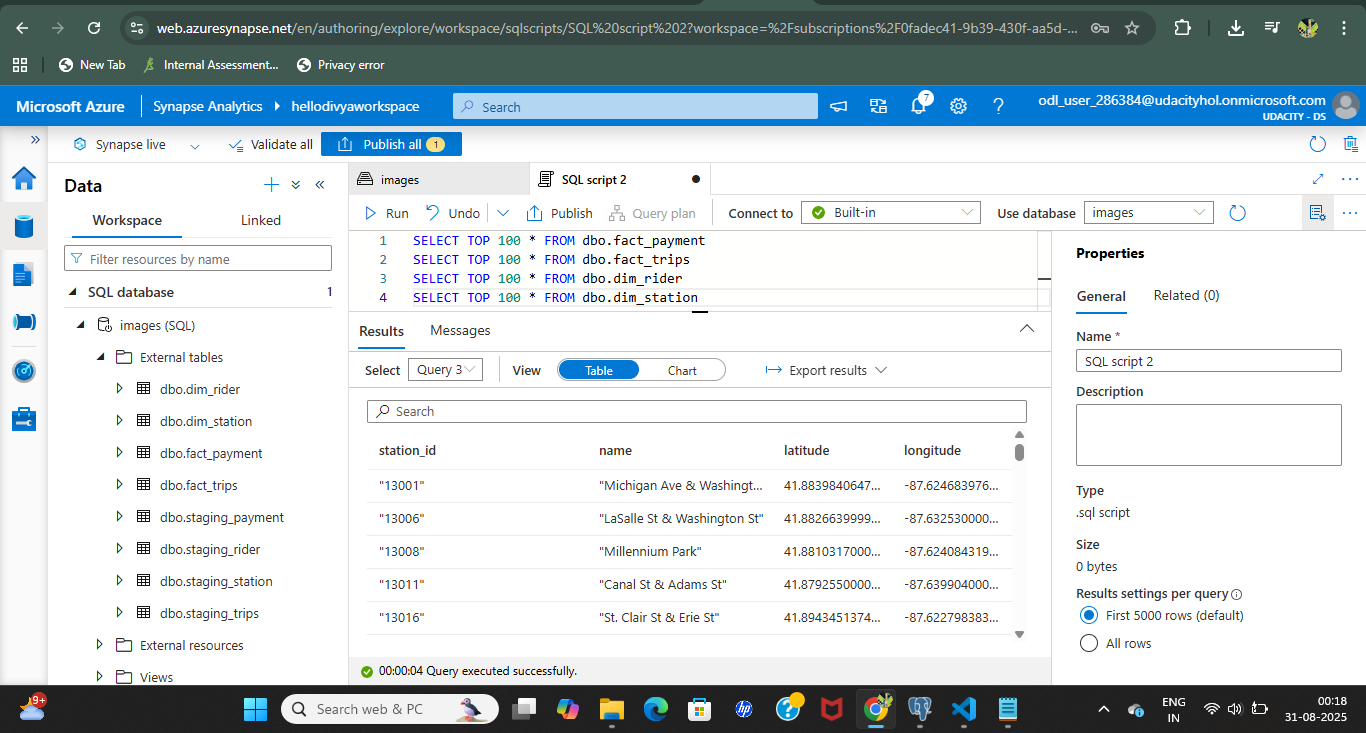 web.azuresynapse.net/en/authoring/explore/workspace/sqlscripts/SQL%20script%202?workspace=%2Fsubscriptions%2F0fadec41-9b39-430f-aa5d-...
New Tab
Internal Assessment...
Privacy error
Microsoft Azure
Synapse Analytics
hellodivyaworkspace
Search
7
odl_user_286384@udacityhol.onmicrosoft.com
UDACITY - DS
Synapse live
Validate all
Publish all 1
Data
Workspace
Linked
Filter resources by name
SQL database 1
images (SQL)
External tables
dbo.dim_rider
dbo.dim_station
dbo.fact_payment
dbo.fact_trips
dbo.staging_payment
dbo.staging_rider
dbo.staging_station
dbo.staging_trips
External resources
Views
images
SQL script 2
Run
Undo
Publish
Query plan
Connect to
Built-in
Use database
images
1 SELECT TOP 100 * FROM dbo.fact_payment
2 SELECT TOP 100 * FROM dbo.fact_trips
3 SELECT TOP 100 * FROM dbo.dim_rider
4 SELECT TOP 100 * FROM dbo.dim_station
Results
Messages
Select
Query 3
View
Table
Chart
Export results
Search
station_id name latitude longitude
"13001" "Michigan Ave & Washingt... 41.8839840647... -87.624683976...
"13006" "LaSalle St & Washington St" 41.8826639999... -87.632530000...
"13008" "Millennium Park" 41.8810317000... -87.624084319...
"13011" "Canal St & Adams St" 41.8792550000... -87.639904000...
"13016" "St. Clair St & Erie St" 41.8943451374... -87.622798383...
00:00:04 Query executed successfully.
Properties
General
Related (0)
Name *
SQL script 2
Description
Type
.sql script
Size
0 bytes
Results settings per query
First 5000 rows (default)
All rows
9+
Search web & PC
hp
ENG
IN
00:18
31-08-2025